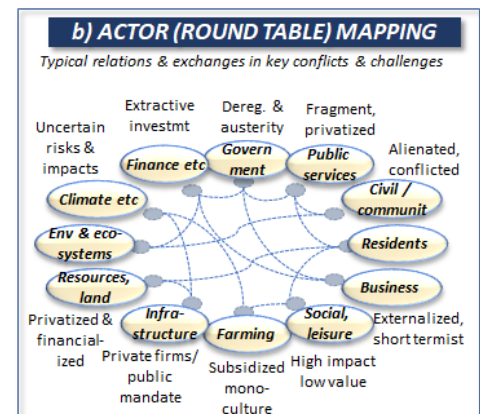 b) ACTOR (ROUND TABLE) MAPPING
Typical relations & exchanges in key conflicts & challenges
Extractive
investmt
Dereg. &
austerity
Fragment,
privatized
Uncertain
risks &
impacts
Finance etc
Govern
ment
Public
services
Alienated,
conflicted
Climate etc
Civil /
communit
Env & eco-
systems
Residents
Resources,
land
Business
Privatized &
financial-
ized
Infra-
structure
Farming
Social,
leisure
Externalized,
short termist
Private firms/
public
mandate
Subsidized
mono-
culture
High impact
low value